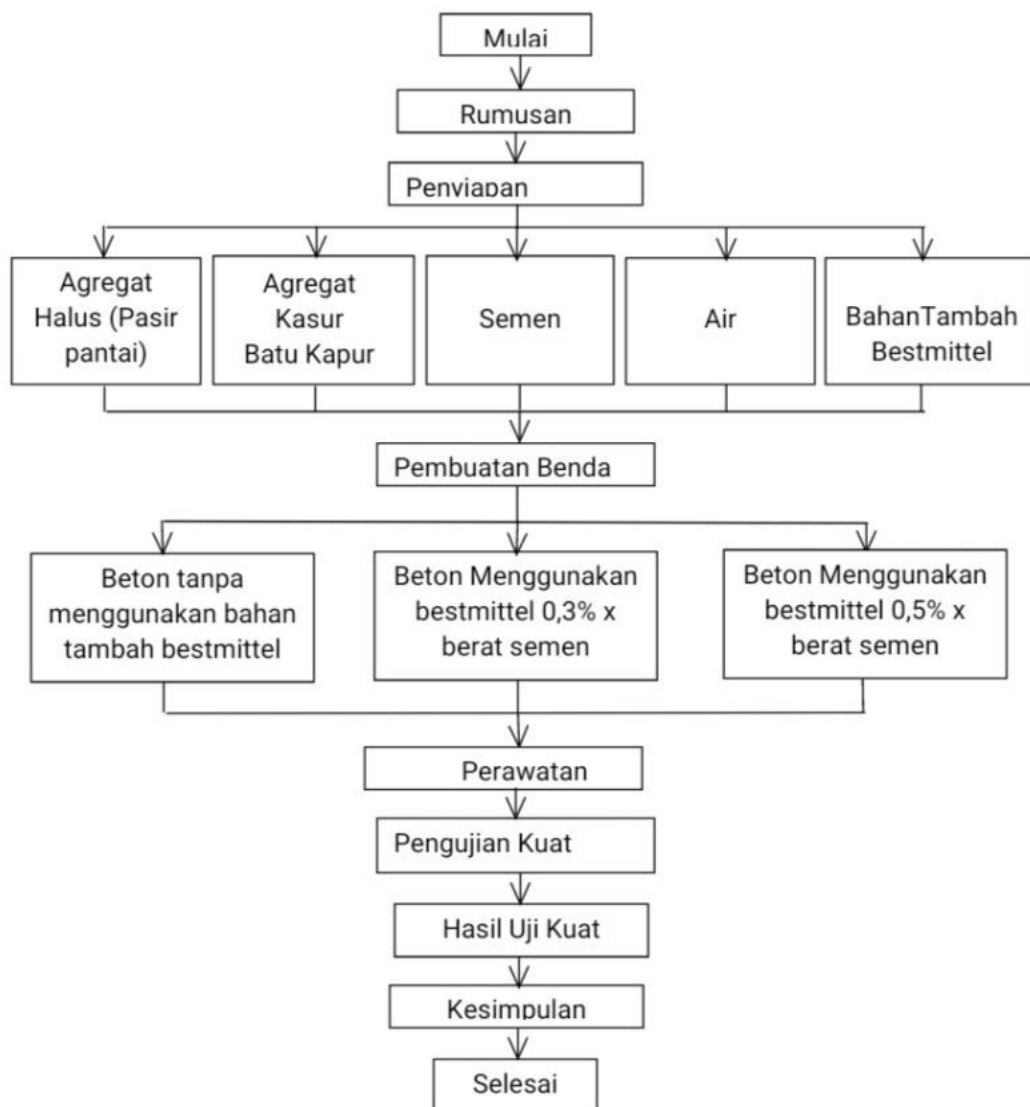 Mulai
Rumusan
Penyiapan
Agregat
Halus (Pasir
pantai)
Agregat
Kasur
Batu Kapur
Semen
Air
BahanTambah
Bestmittel
Pembuatan Benda
Beton tanpa
menggunakan bahan
tambah bestmittel
Beton Menggunakan
bestmittel 0,3% x
berat semen
Beton Menggunakan
bestmittel 0,5% x
berat semen
Perawatan
Pengujian Kuat
Hasil Uji Kuat
Kesimpulan
Selesai